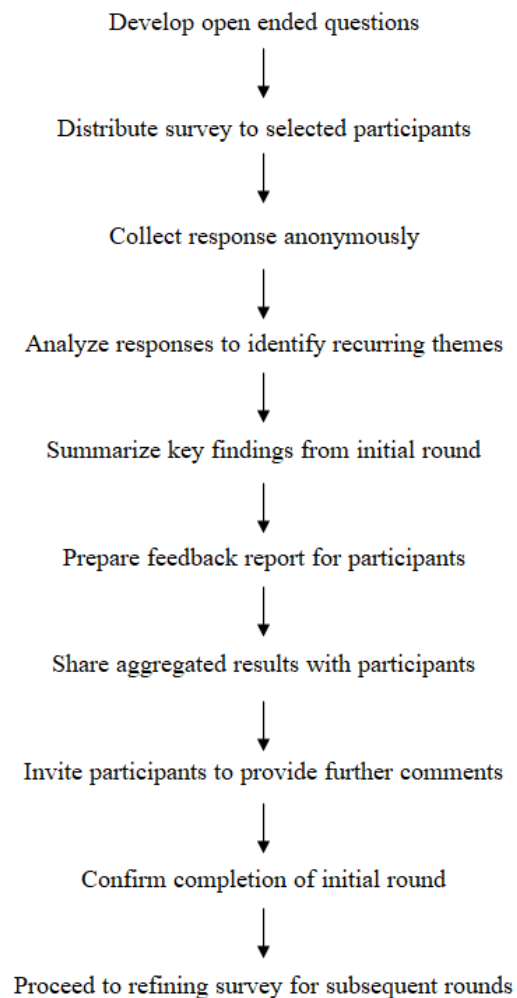 Develop open ended questions
Distribute survey to selected participants
Collect response anonymously
Analyze responses to identify recurring themes
Summarize key findings from initial round
Prepare feedback report for participants
Share aggregated results with participants
Invite participants to provide further comments
Confirm completion of initial round
Proceed to refining survey for subsequent rounds